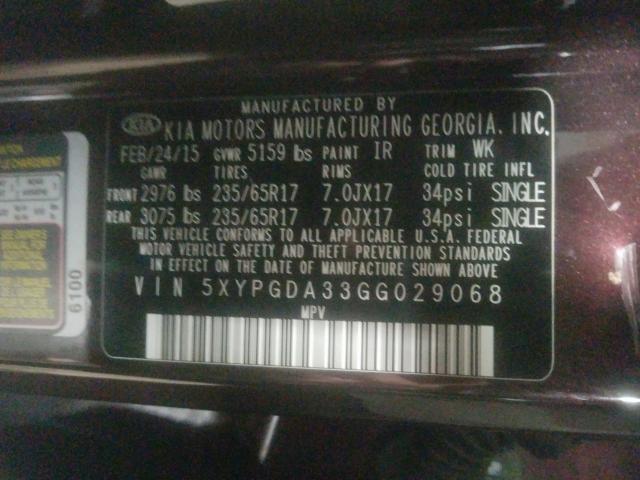 MANUFACTURED BY
KIA KIA MOTORS MANUFACTURING GEORGIA, INC.
FEB/24/15 GVWR 5159 lbs PAINT IR TRIM WK
GAWR TIRES RIMS COLD TIRE INFL
FRONT 2976 lbs 235/65R17 7.0JX17 34psi SINGLE
REAR 3075 lbs 235/65R17 7.0JX17 34psi SINGLE
THIS VEHICLE CONFORMS TO ALL APPLICABLE U.S.A. FEDERAL
MOTOR VEHICLE SAFETY AND THEFT PREVENTION STANDARDS
IN EFFECT ON THE DATE OF MANUFACTURE SHOWN ABOVE
VIN 5XYPGDA33GG029068
MPV
6100